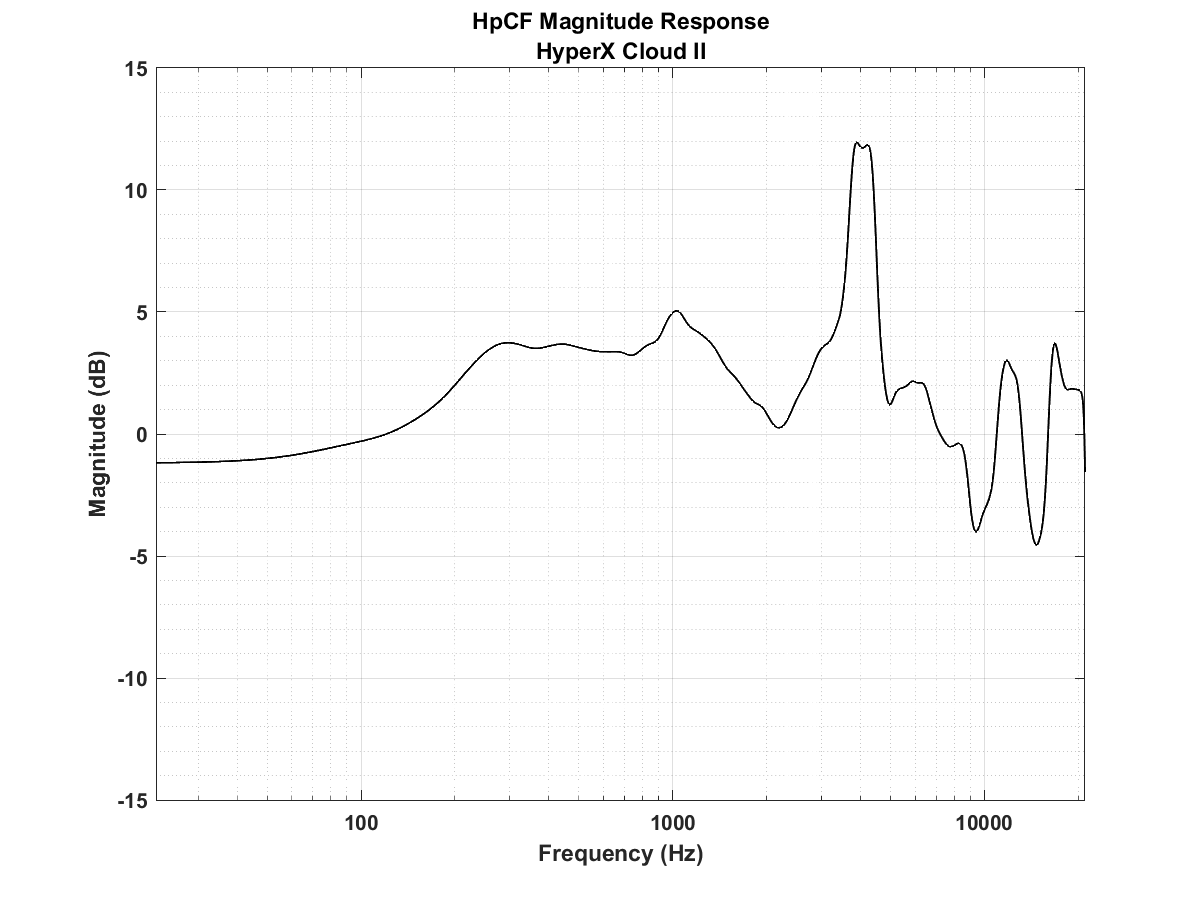 HpCF Magnitude Response
HyperX Cloud II
15
10
5
0
-5
-10
-15
Magnitude (dB)
100
1000
10000
Frequency (Hz)